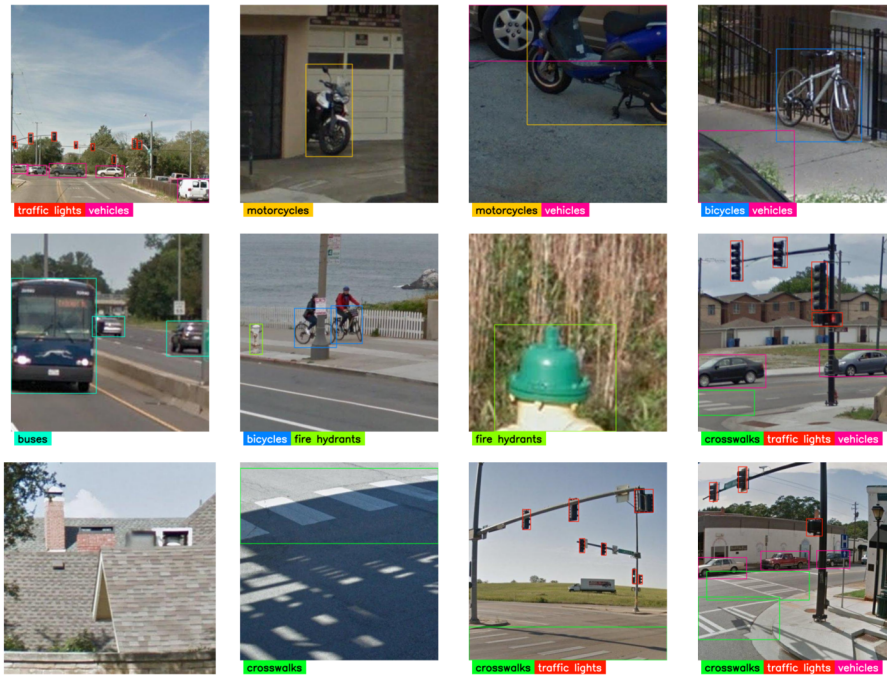 traffic lights vehicles
motorcycles
motorcycles vehicles
bicycles vehicles
buses
bicycles fire hydrants
fire hydrants
crosswalks traffic lights vehicles
crosswalks
crosswalks traffic lights
crosswalks traffic lights vehicles